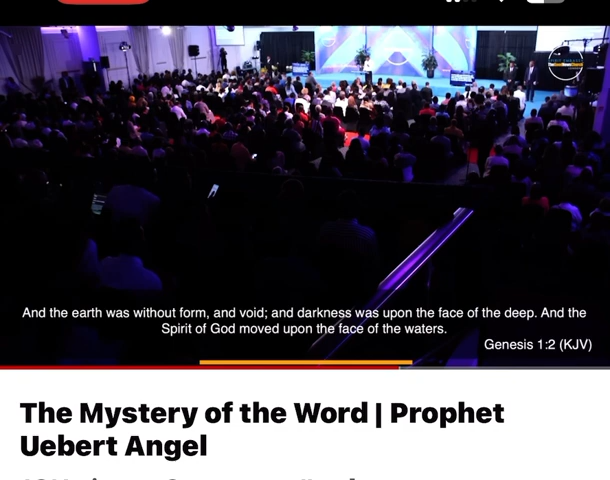 And the earth was without form, and void; and darkness was upon the face of the deep. And the
Spirit of God moved upon the face of the waters.
Genesis 1:2 (KJV)
The Mystery of the Word | Prophet
Uebert Angel